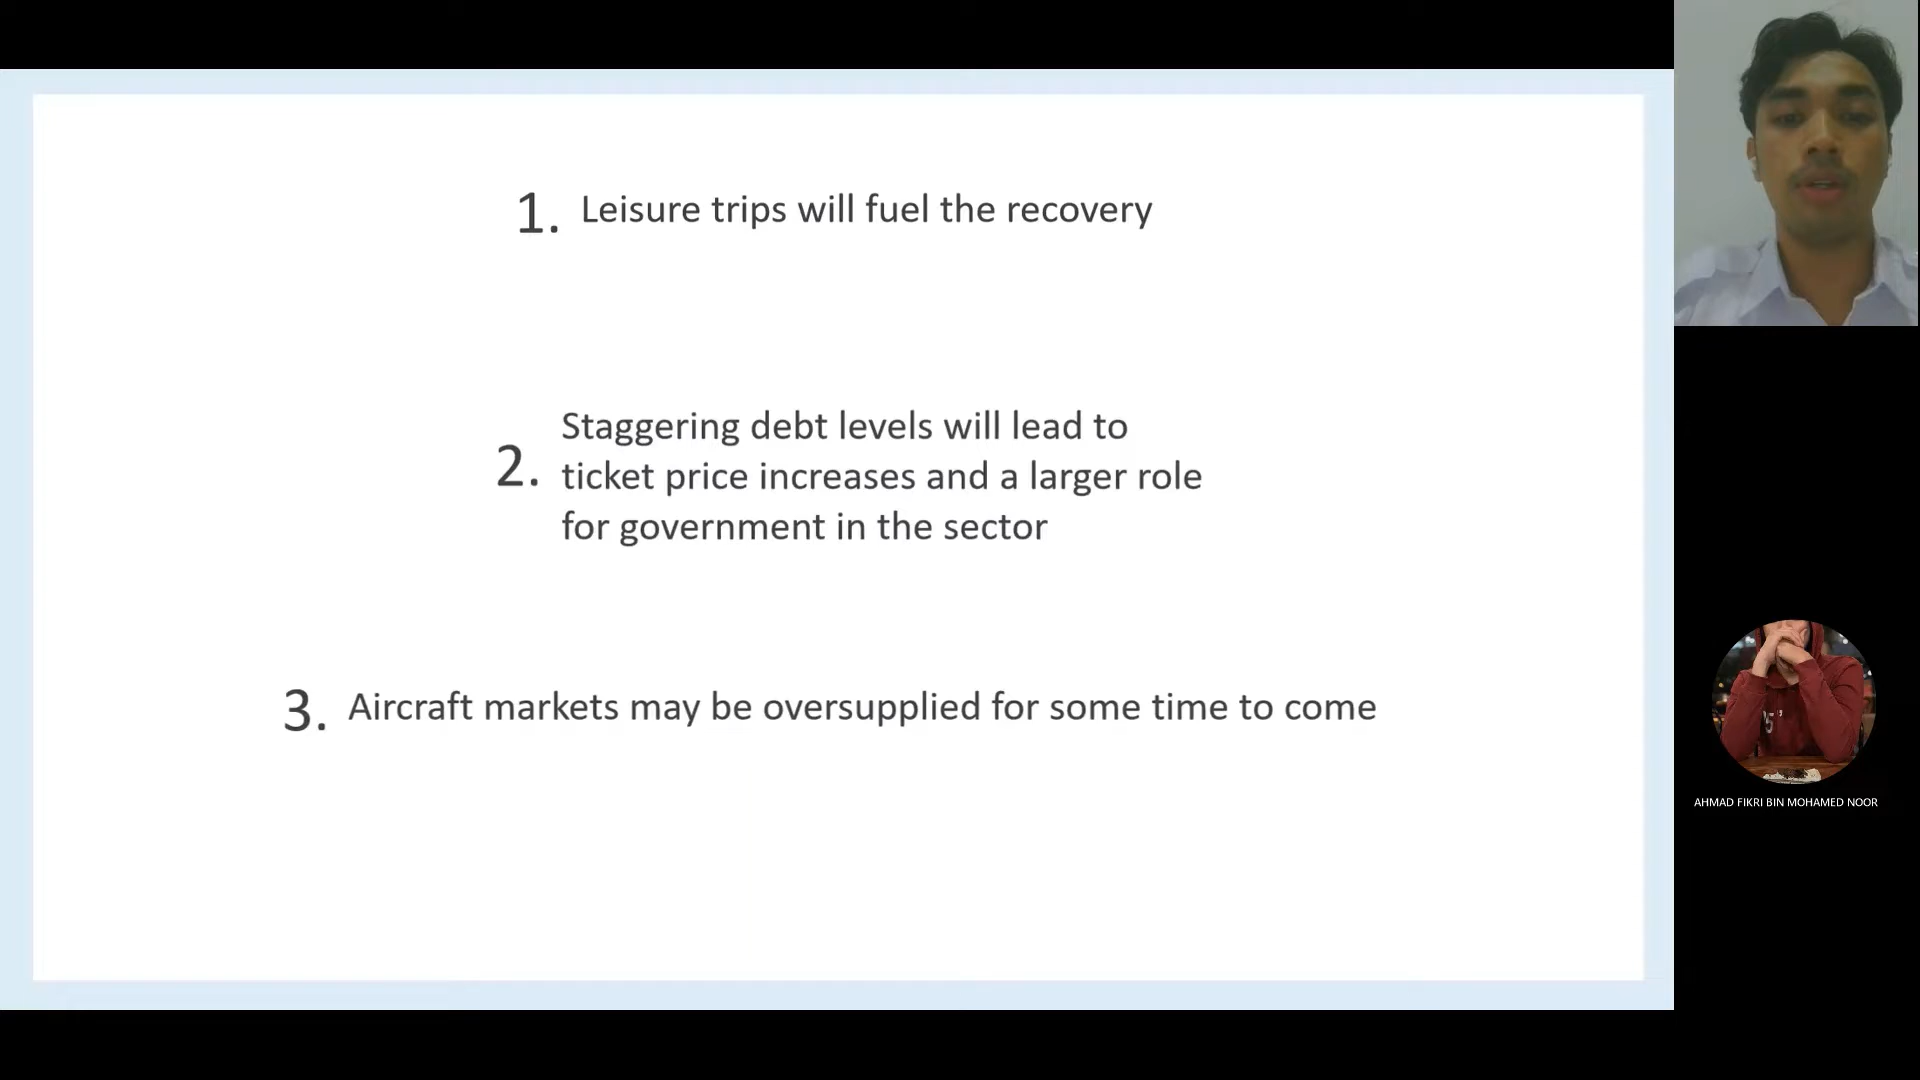 1. Leisure trips will fuel the recovery
Staggering debt levels will lead to
2. ticket price increases and a larger role
for government in the sector
3. Aircraft markets may be oversupplied for some time to come
AHMAD FIKRI BIN MOHAMED NOOR